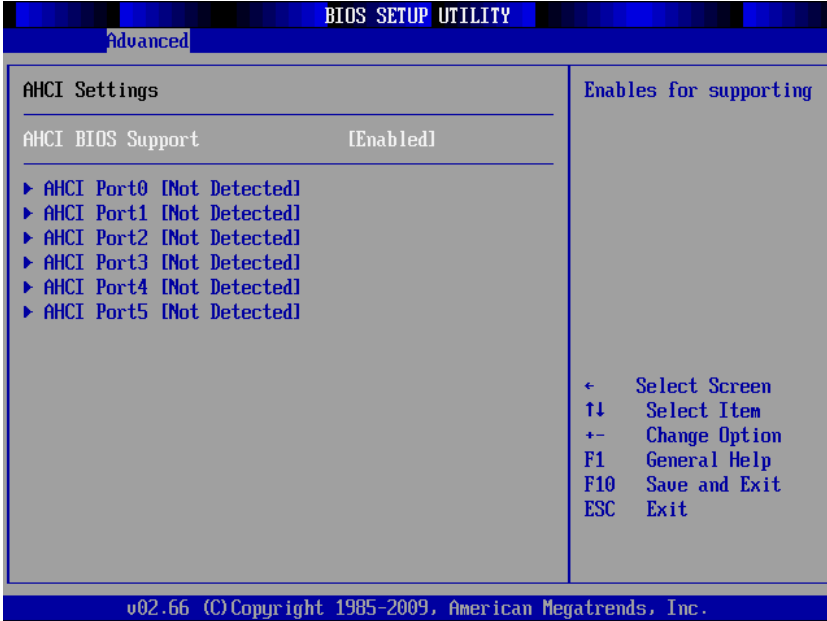 BIOS SETUP UTILITY
Advanced
AHCI Settings
AHCI BIOS Support [Enabled]
AHCI Port0 [Not Detected]
AHCI Port1 [Not Detected]
AHCI Port2 [Not Detected]
AHCI Port3 [Not Detected]
AHCI Port4 [Not Detected]
AHCI Port5 [Not Detected]
Enables for supporting
← Select Screen
↑↓ Select Item
+- Change Option
F1 General Help
F10 Save and Exit
ESC Exit
v02.66 (C)Copyright 1985-2009, American Megatrends, Inc.